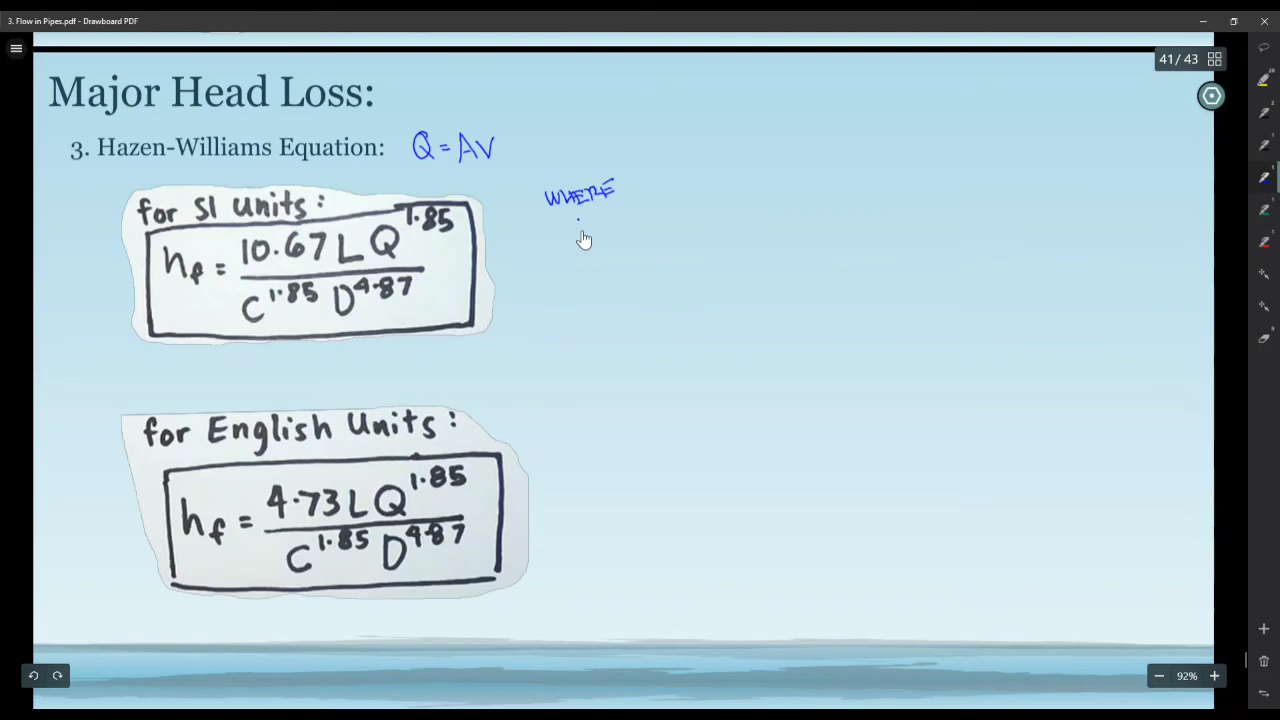 3. Flow in Pipes.pdf - Drawboard PDF
41 / 43
Major Head Loss:
3. Hazen-Williams Equation: Q = AV
WHERE
for SI Units:
hf = 10.67 L Q^1.85
C^1.85 D^4.87
for English Units:
hf = 4.73 L Q^1.85
C^1.85 D^4.87
92%